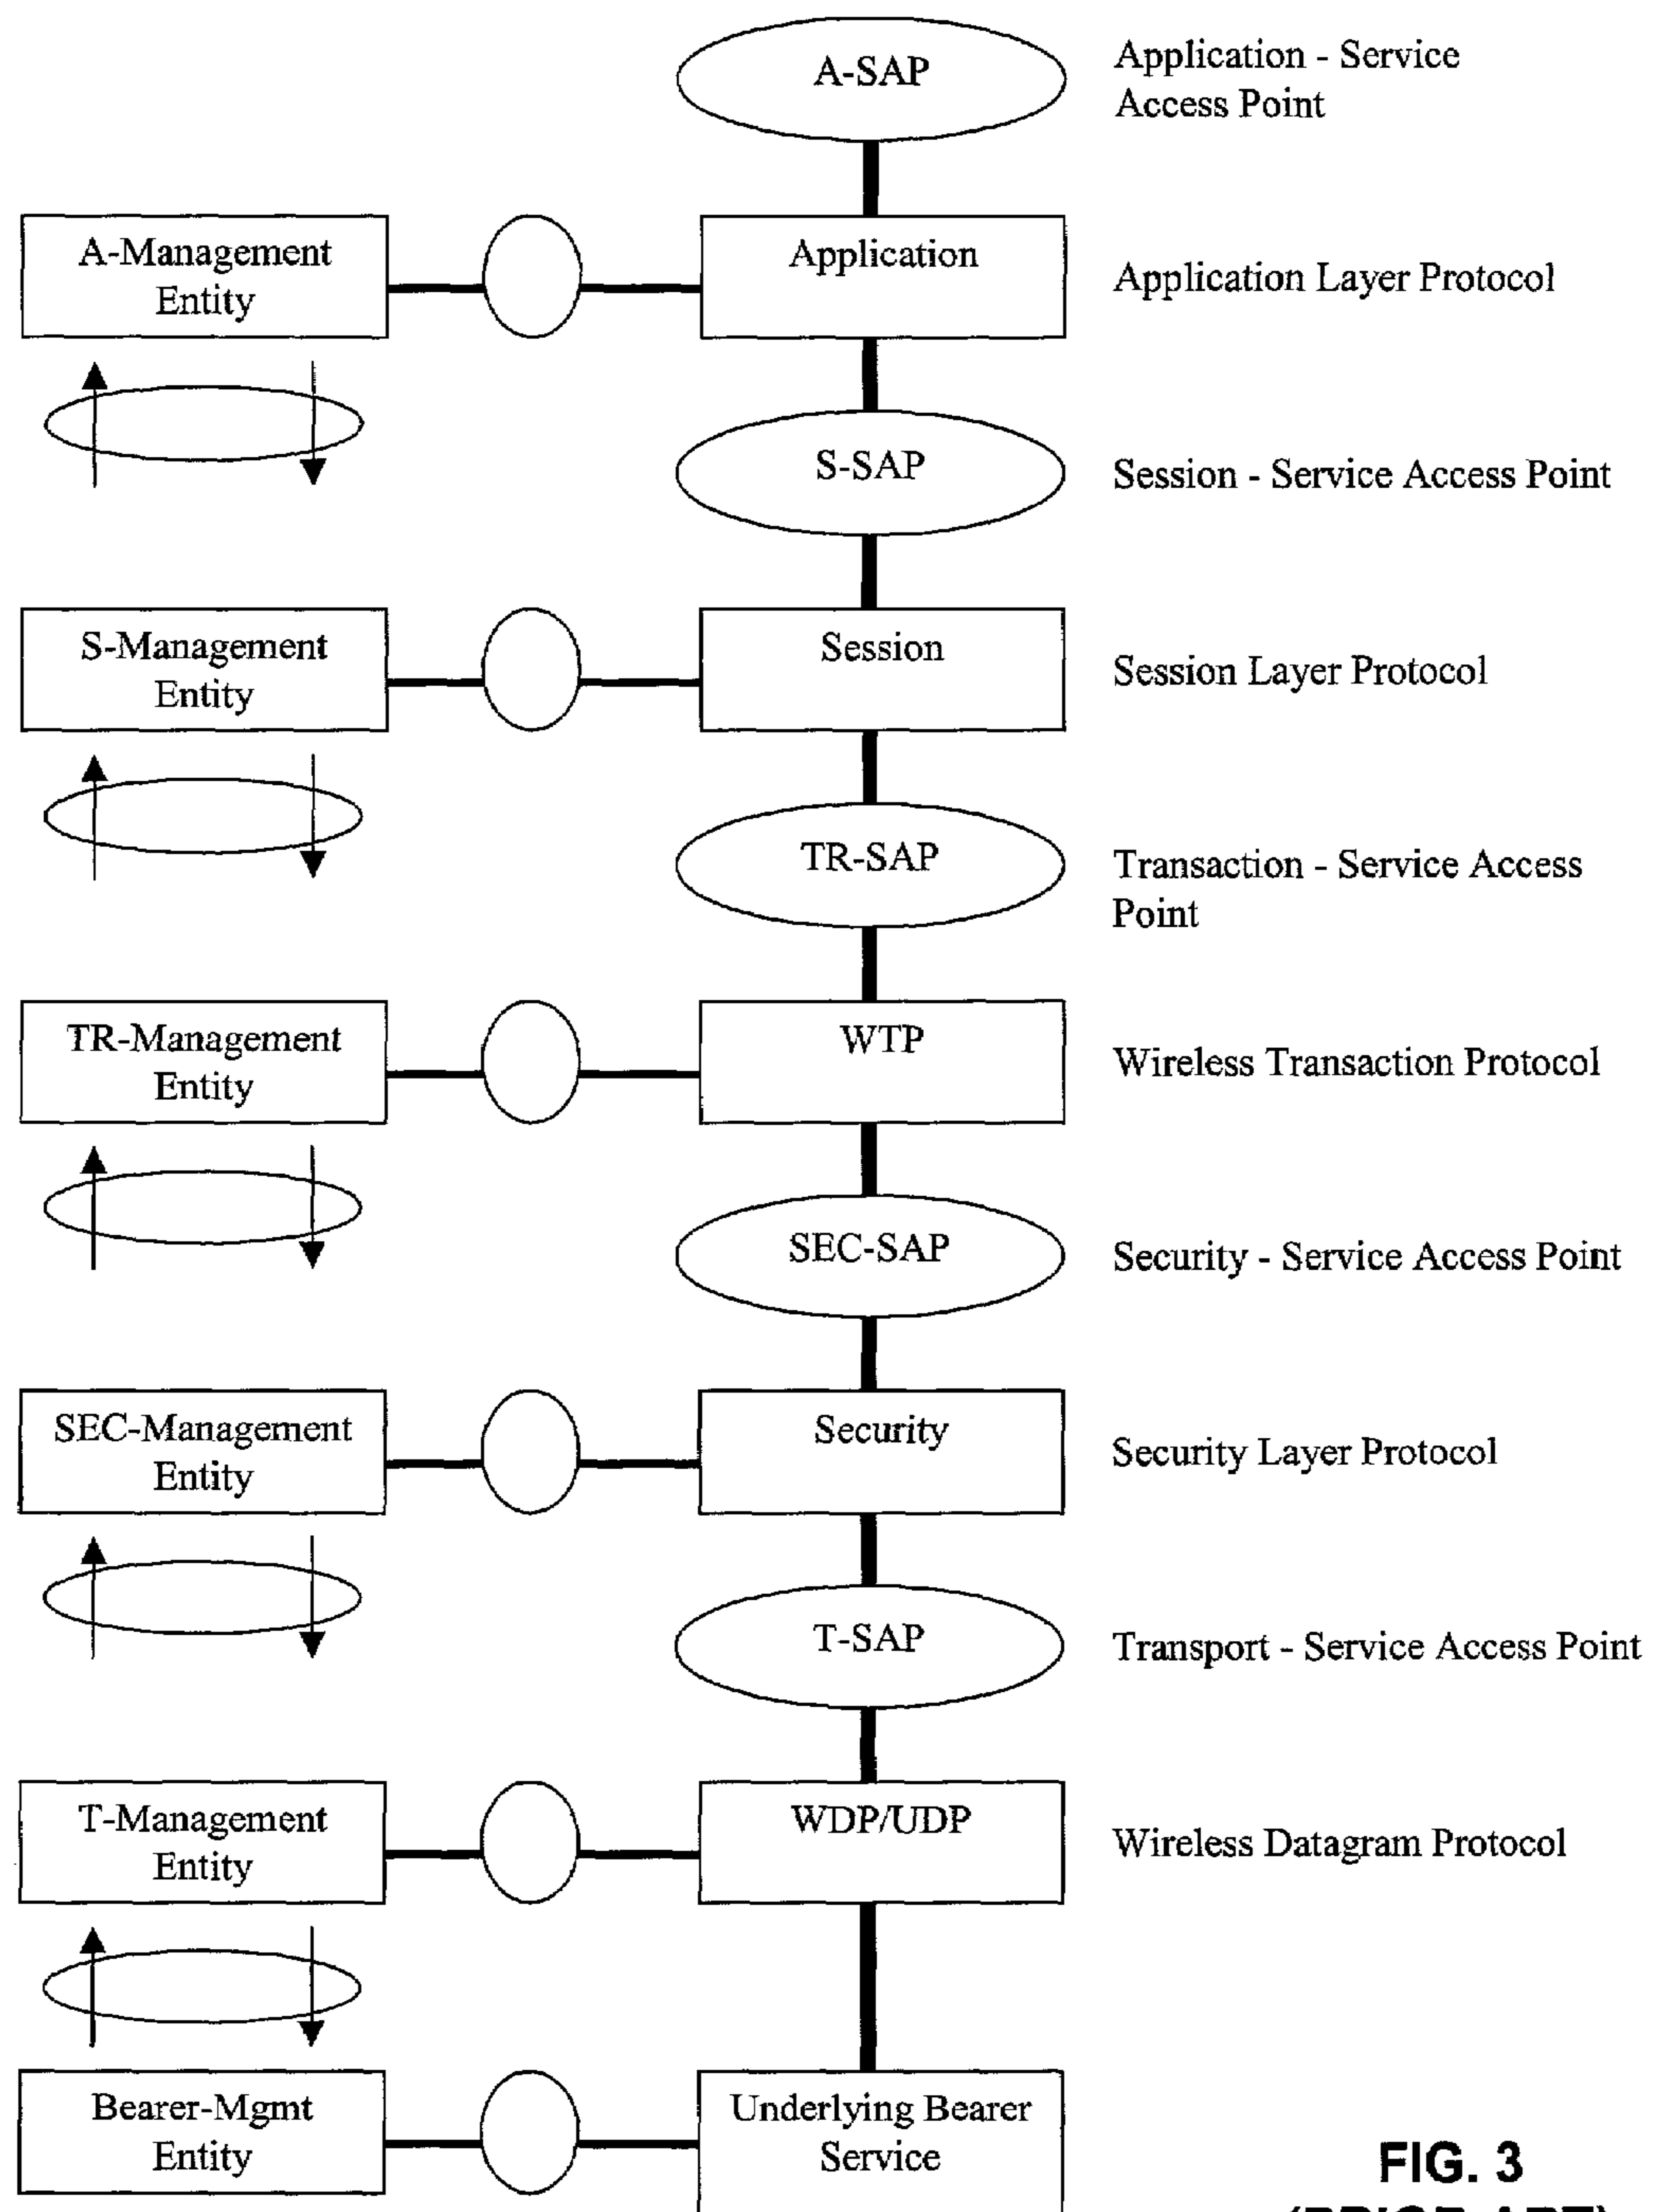 A-SAP
Application - Service
Access Point
A-Management
Entity
Application
Application Layer Protocol
S-SAP
Session - Service Access Point
S-Management
Entity
Session
Session Layer Protocol
TR-SAP
Transaction - Service Access
Point
TR-Management
Entity
WTP
Wireless Transaction Protocol
SEC-SAP
Security - Service Access Point
SEC-Management
Entity
Security
Security Layer Protocol
T-SAP
Transport - Service Access Point
T-Management
Entity
WDP/UDP
Wireless Datagram Protocol
Bearer-Mgmt
Entity
Underlying Bearer
Service
FIG. 3
(PRIOR ART)